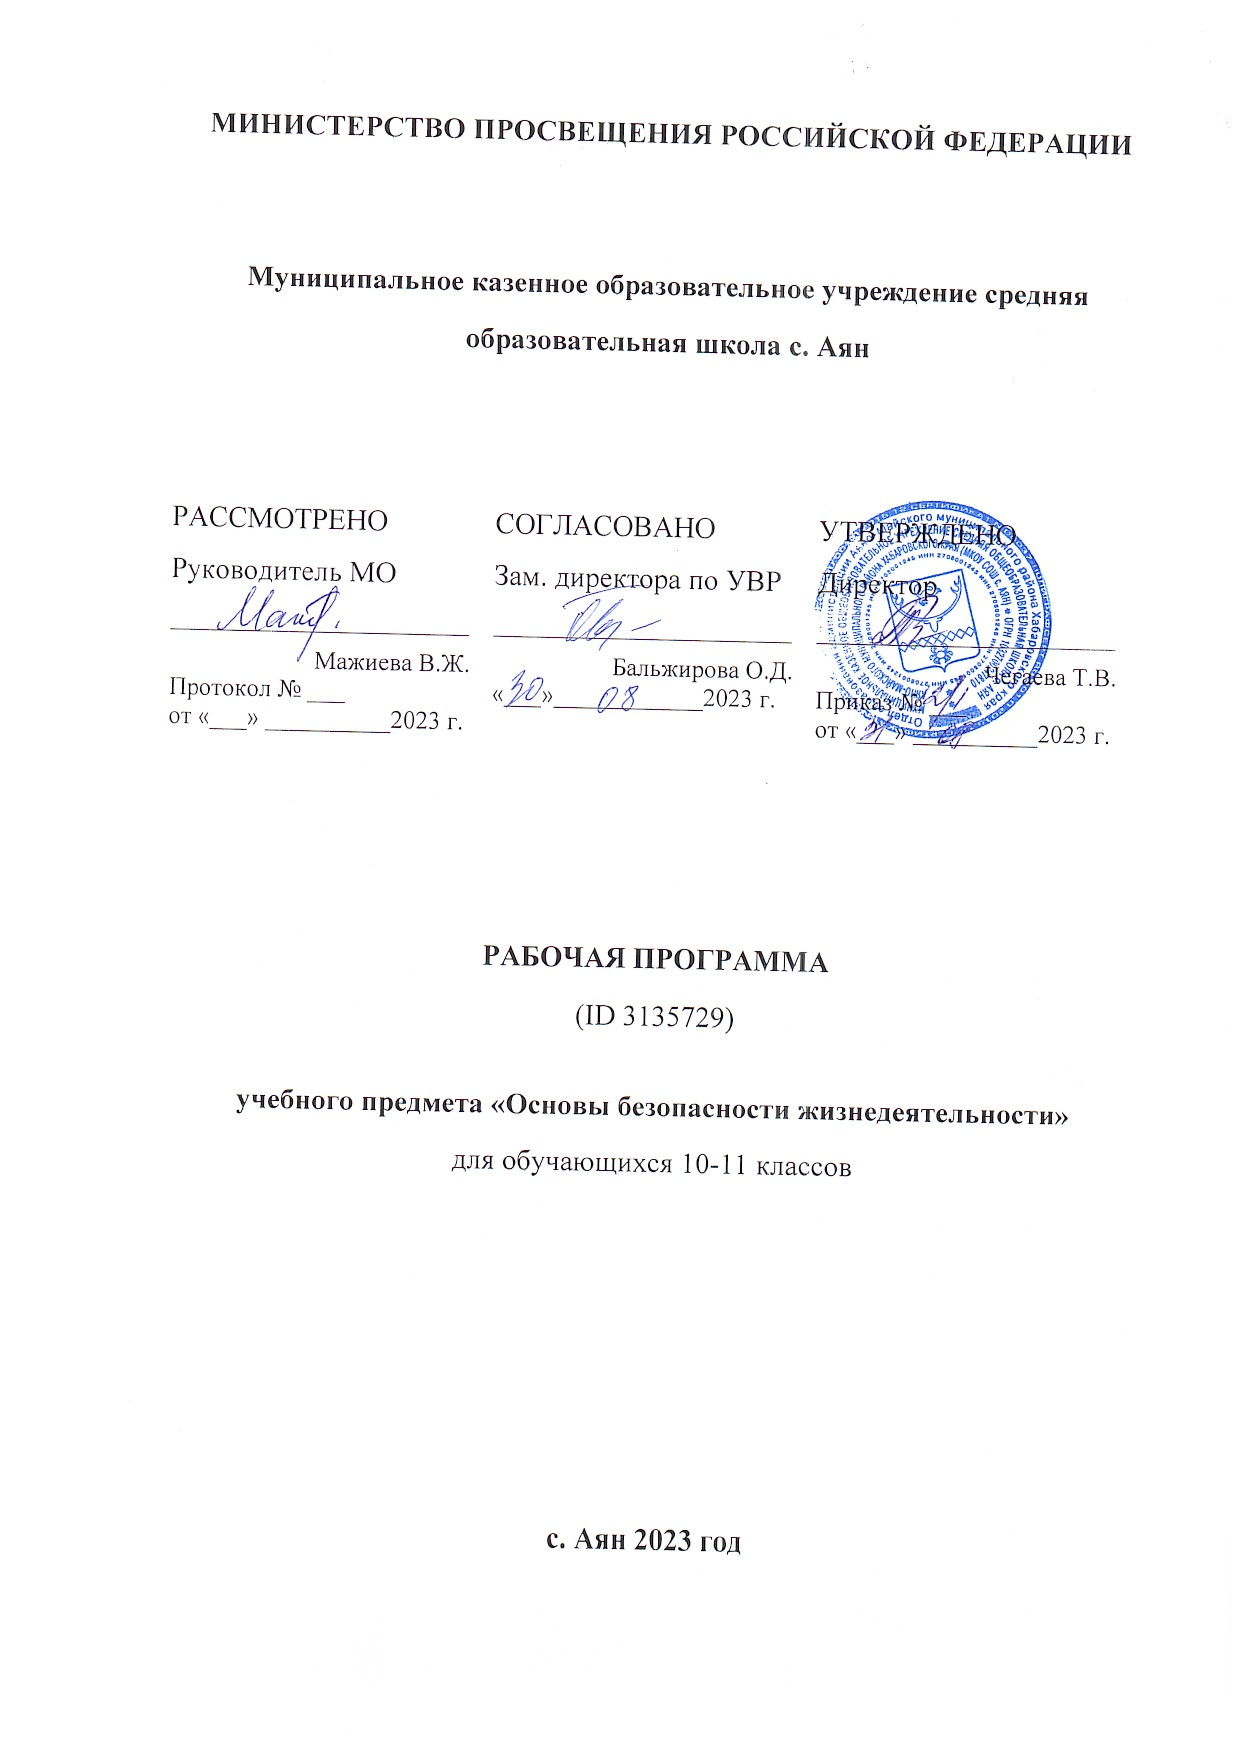 МИНИСТЕРСТВО ПРОСВЕЩЕНИЯ РОССИЙСКОЙ ФЕДЕРАЦИИ
Муниципальное казенное образовательное учреждение средняя
образовательная школа с. Аян
РАССМОТРЕНО
Руководитель МО
Мажиева В.Ж.
Протокол № ___
от «___» __________2023 г.
СОГЛАСОВАНО
Зам. директора по УВР
Бальжирова О.Д.
«30»____08____2023 г.
УТВЕРЖДЕНО
Директор
Чегаева Т.В.
Приказ №
от «___» __________2023 г.
РАБОЧАЯ ПРОГРАММА
(ID 3135729)
учебного предмета «Основы безопасности жизнедеятельности»
для обучающихся 10-11 классов
с. Аян 2023 год